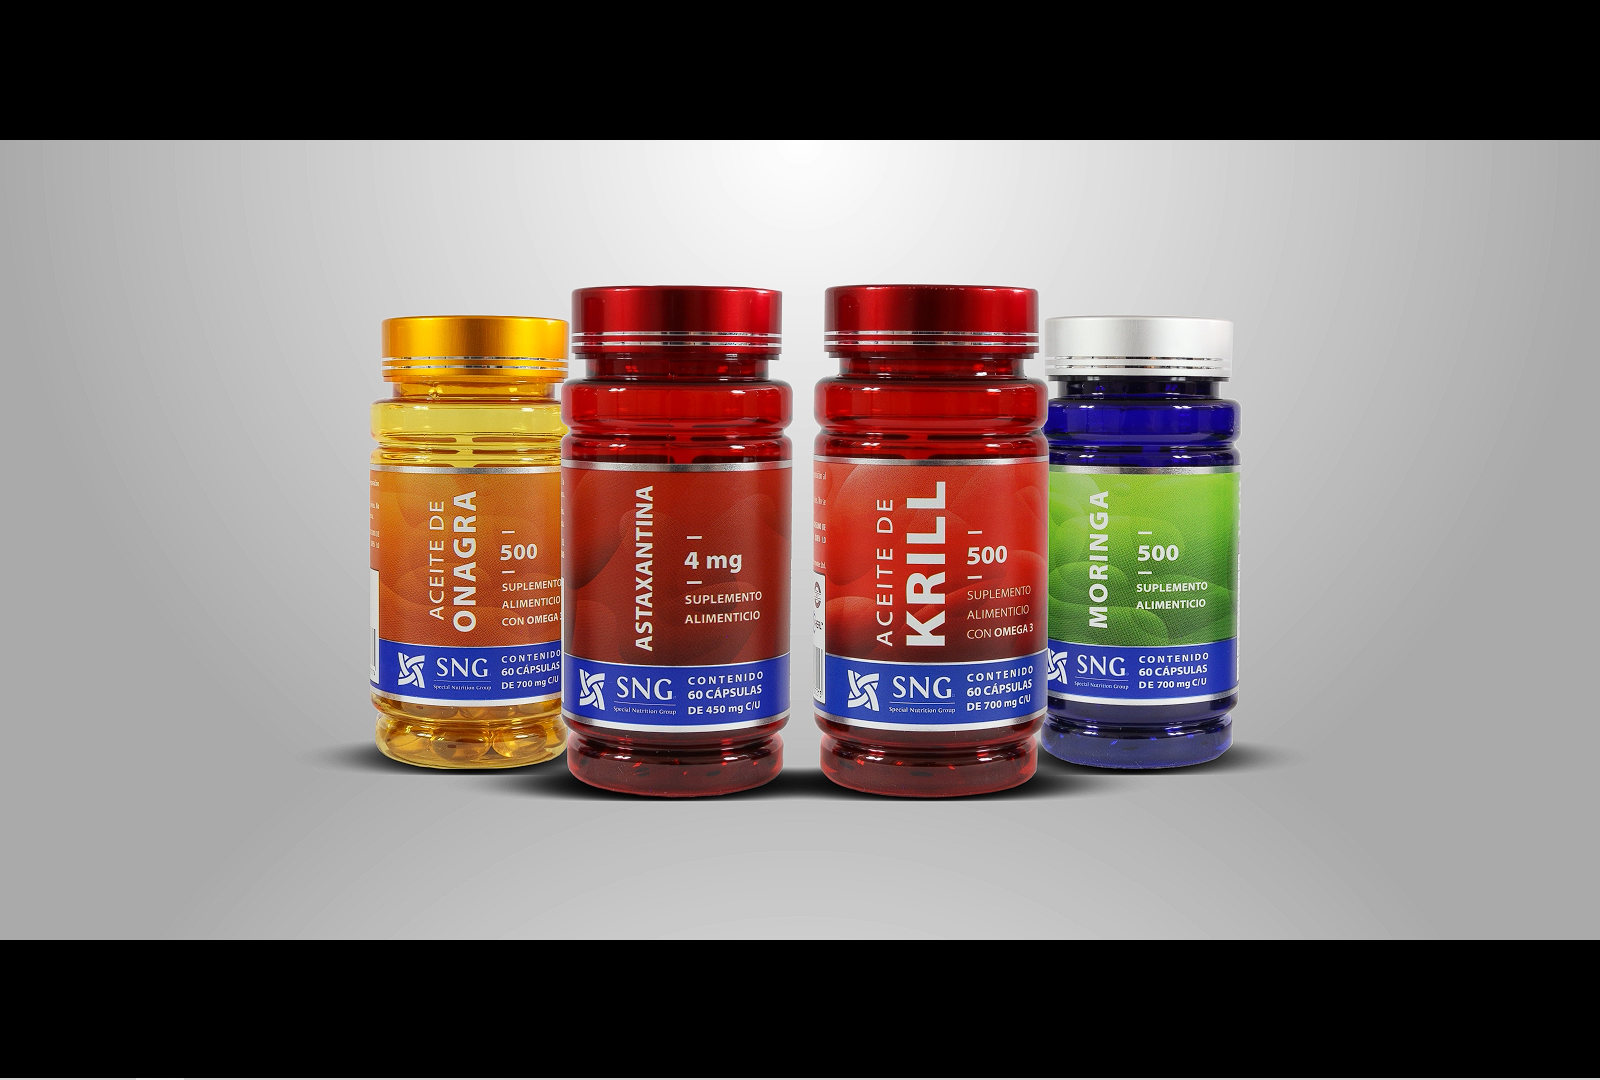 ACEITE DE
ONAGRA
500
SUPLEMENTO
ALIMENTICIO
CON OMEGA 3
SNG
Special Nutrition Group
CONTENIDO
60 CÁPSULAS
DE 700 mg C/U
ASTAXANTINA
4 mg
SUPLEMENTO
ALIMENTICIO
SNG
Special Nutrition Group
CONTENIDO
60 CÁPSULAS
DE 450 mg C/U
ACEITE DE
KRILL
500
SUPLEMENTO
ALIMENTICIO
CON OMEGA 3
SNG
Special Nutrition Group
CONTENIDO
60 CÁPSULAS
DE 700 mg C/U
MORINGA
500
SUPLEMENTO
ALIMENTICIO
SNG
Special Nutrition Group
CONTENIDO
60 CÁPSULAS
DE 700 mg C/U